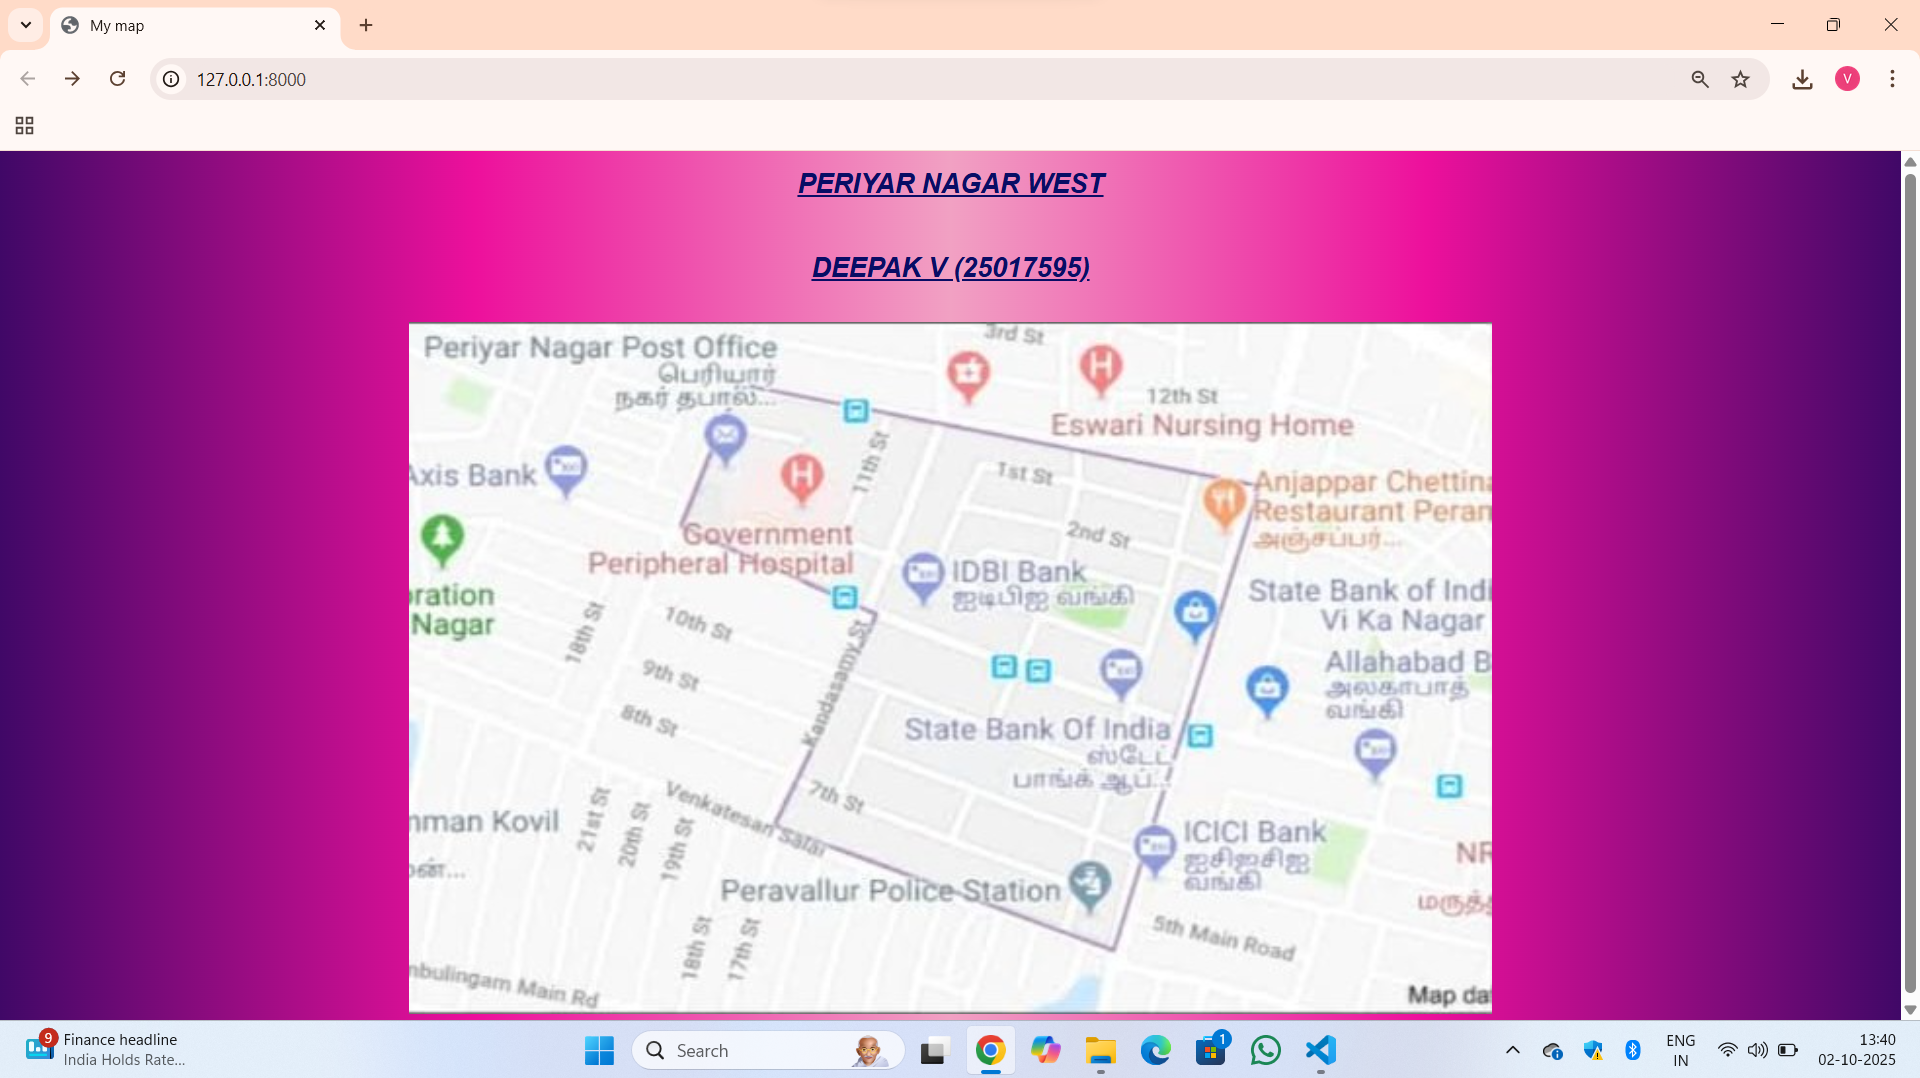 My map
127.0.0.1:8000
V
PERIYAR NAGAR WEST
DEEPAK V (25017595)
3rd St
Periyar Nagar Post Office
பெரியார்
நகர் தபால்...
12th St
Eswari Nursing Home
11th St
Axis Bank
1st St
Anjappar Chettina
Restaurant Peram
அஞ்சப்பர்...
2nd St
Government
Peripheral Hospital
IDBI Bank
ஐடிபிஐ வங்கி
State Bank of Indi
Vi Ka Nagar
oration
Nagar
18th St
10th St
Kandasamy St
9th St
Allahabad B
அலகாபாத்
வங்கி
8th St
State Bank Of India
ஸ்டேட்
பாங்க் ஆப்...
7th St
Venkatesan Salai
21st St
20th St
19th St
mman Kovil
ன்...
ICICI Bank
ஐசிஐசிஐ
வங்கி
NR
மருத்
Peravallur Police Station
18th St
17th St
5th Main Road
mbulingam Main Rd
Map da
9
Finance headline
India Holds Rate...
Search
1
ENG
IN
13:40
02-10-2025